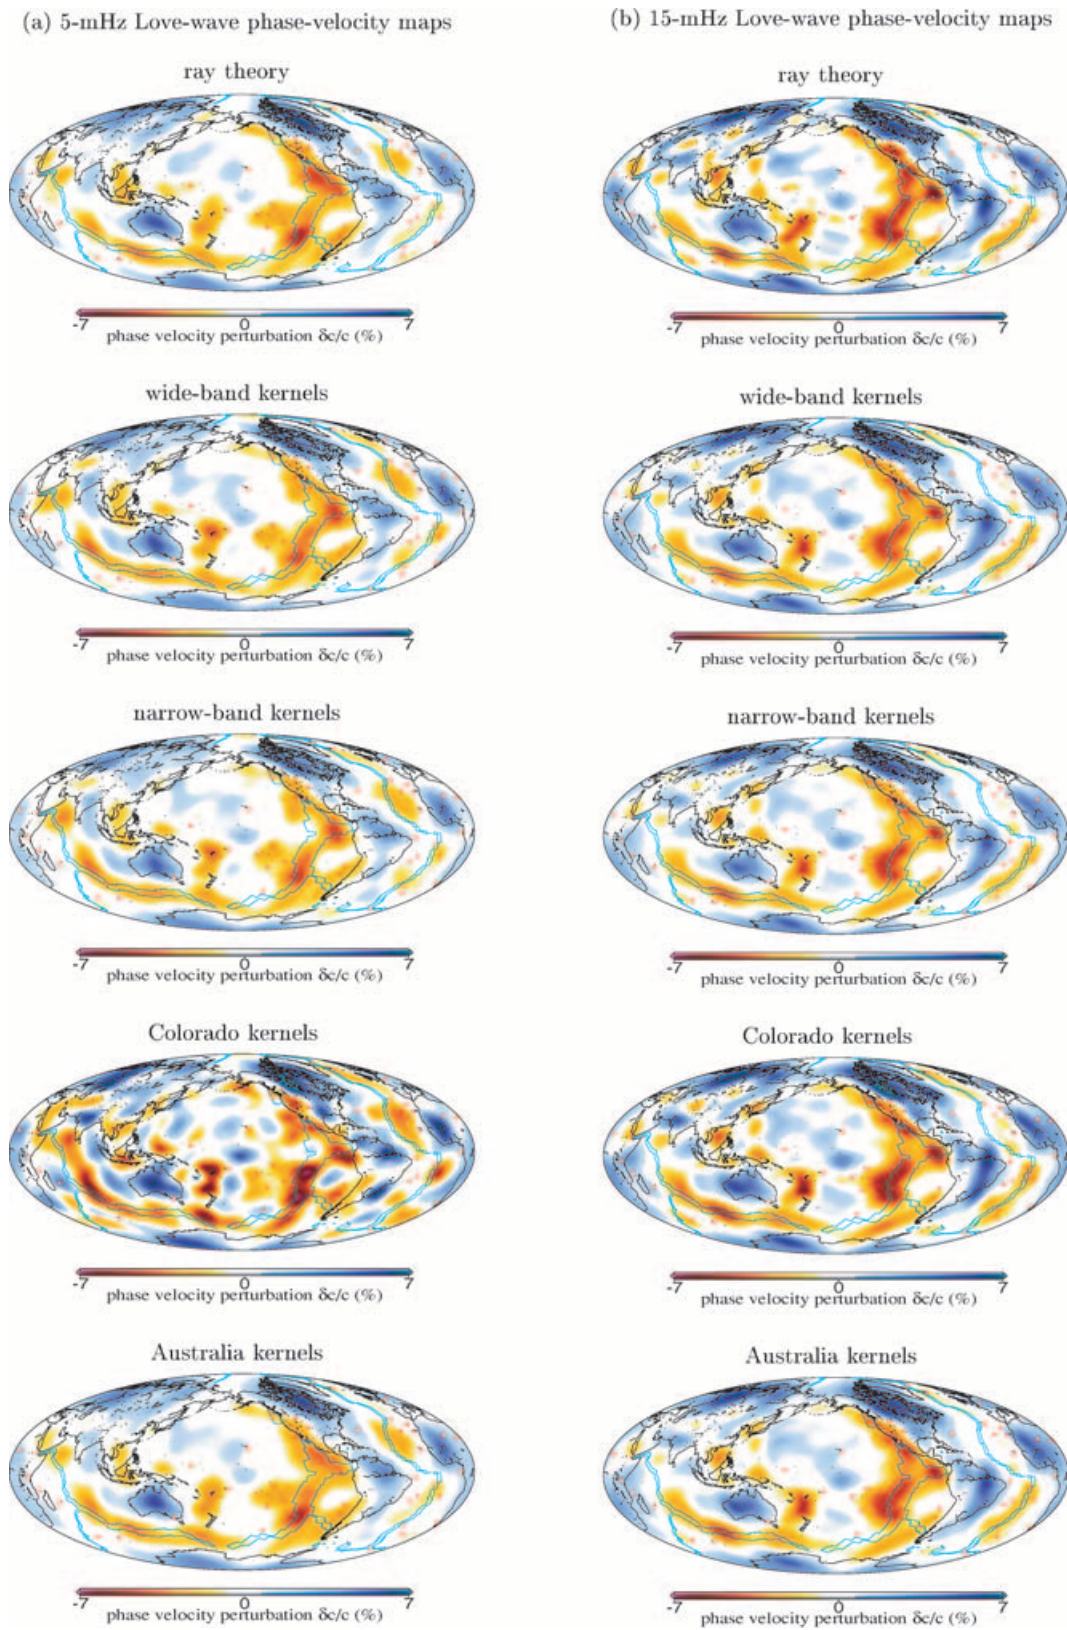 (a) 5-mHz Love-wave phase-velocity maps
ray theory
-7 0 7
phase velocity perturbation δc/c (%)
wide-band kernels
-7 0 7
phase velocity perturbation δc/c (%)
narrow-band kernels
-7 0 7
phase velocity perturbation δc/c (%)
Colorado kernels
-7 0 7
phase velocity perturbation δc/c (%)
Australia kernels
-7 0 7
phase velocity perturbation δc/c (%)
(b) 15-mHz Love-wave phase-velocity maps
ray theory
-7 0 7
phase velocity perturbation δc/c (%)
wide-band kernels
-7 0 7
phase velocity perturbation δc/c (%)
narrow-band kernels
-7 0 7
phase velocity perturbation δc/c (%)
Colorado kernels
-7 0 7
phase velocity perturbation δc/c (%)
Australia kernels
-7 0 7
phase velocity perturbation δc/c (%)